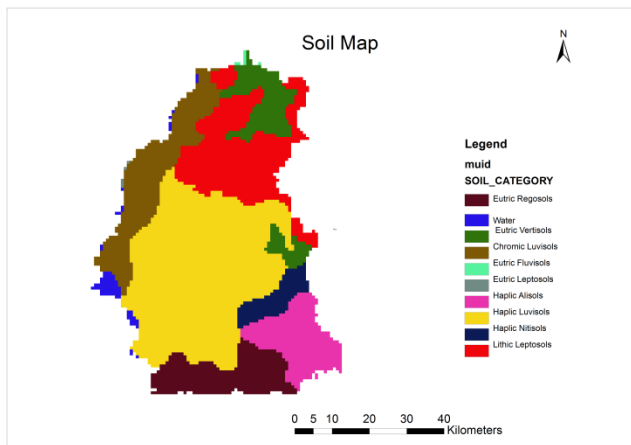 Soil Map
N
Legend
muid
SOIL_CATEGORY
Eutric Regosols
Water
Eutric Vertisols
Chromic Luvisols
Eutric Fluvisols
Eutric Leptosols
Haplic Alisols
Haplic Luvisols
Haplic Nitisols
Lithic Leptosols
0 5 10 20 30 40
Kilometers